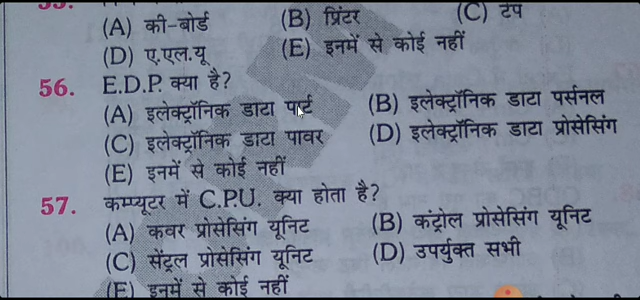 (A) की-बोर्ड (B) प्रिंटर (C) टेप
(D) ए.एल.यू (E) इनमें से कोई नहीं
56. E.D.P. क्या है?
(A) इलेक्ट्रॉनिक डाटा पार्ट (B) इलेक्ट्रॉनिक डाटा पर्सनल
(C) इलेक्ट्रॉनिक डाटा पावर (D) इलेक्ट्रॉनिक डाटा प्रोसेसिंग
(E) इनमें से कोई नहीं
57. कम्प्यूटर में C.P.U. क्या होता है?
(A) कवर प्रोसेसिंग यूनिट (B) कंट्रोल प्रोसेसिंग यूनिट
(C) सेंट्रल प्रोसेसिंग यूनिट (D) उपर्युक्त सभी
(E) इनमें से कोई नहीं